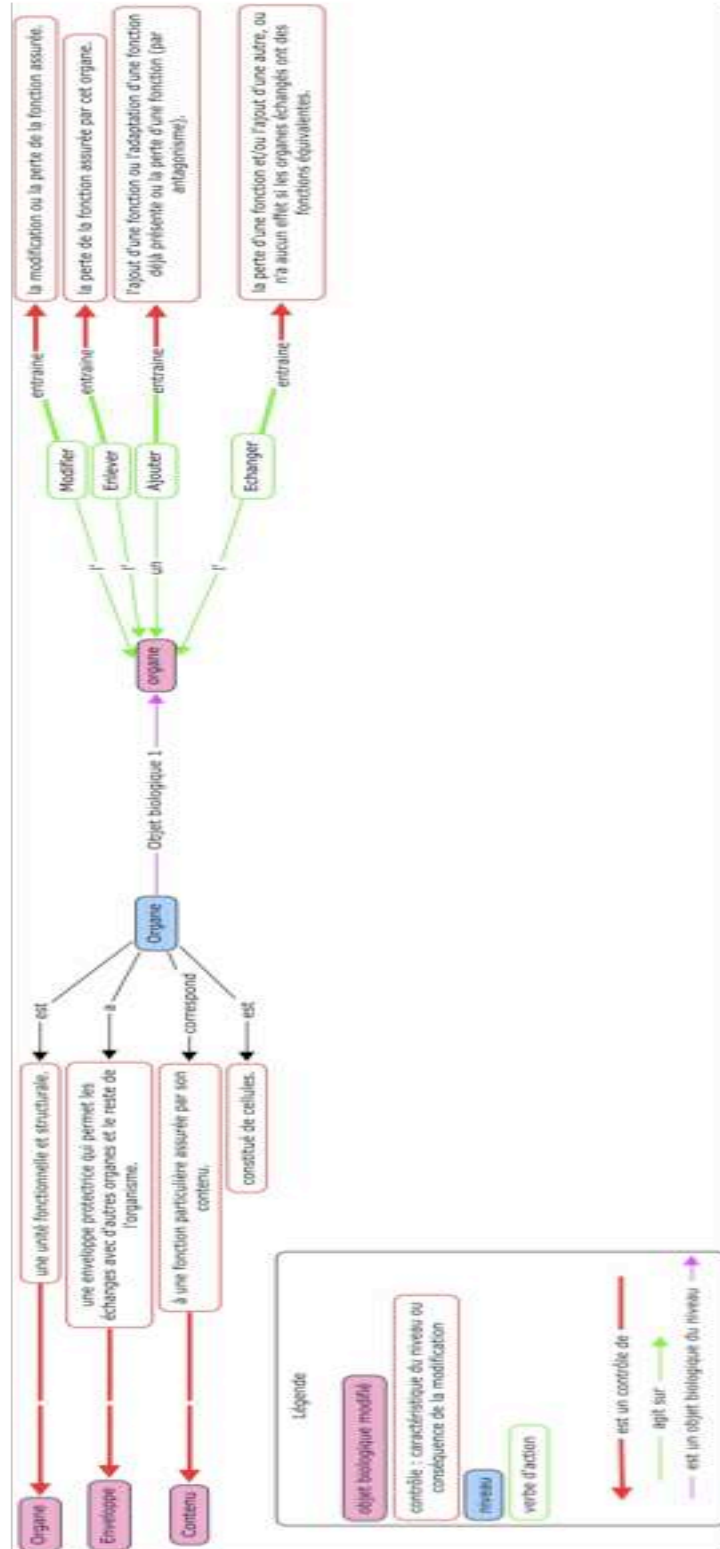 Organe
une unité fonctionnelle et structurale.
est
Enveloppe
une enveloppe protectrice qui permet les
échanges avec d'autres organes et le reste de
l'organisme.
a
Contenu
à une fonction particulière assurée par son
contenu.
correspond
constitué de cellules.
est
Organe
Objet biologique 1
organe
l'
Modifier
entraine
la modification ou la perte de la fonction assurée.
l'
Enlever
entraine
la perte de la fonction assurée par cet organe.
un
Ajouter
entraine
l'ajout d'une fonction ou l'adaptation d'une fonction
déjà présente ou la perte d'une fonction (par
antagonisme).
l'
Echanger
entraine
la perte d'une fonction et/ou l'ajout d'une autre, ou
n'a aucun effet si les organes échangés ont des
fonctions équivalentes.
Légende
objet biologique modifié
contrôle : caractéristique du niveau ou
conséquence de la modification
niveau
verbe d'action
est un contrôle de
agit sur
est un objet biologique du niveau